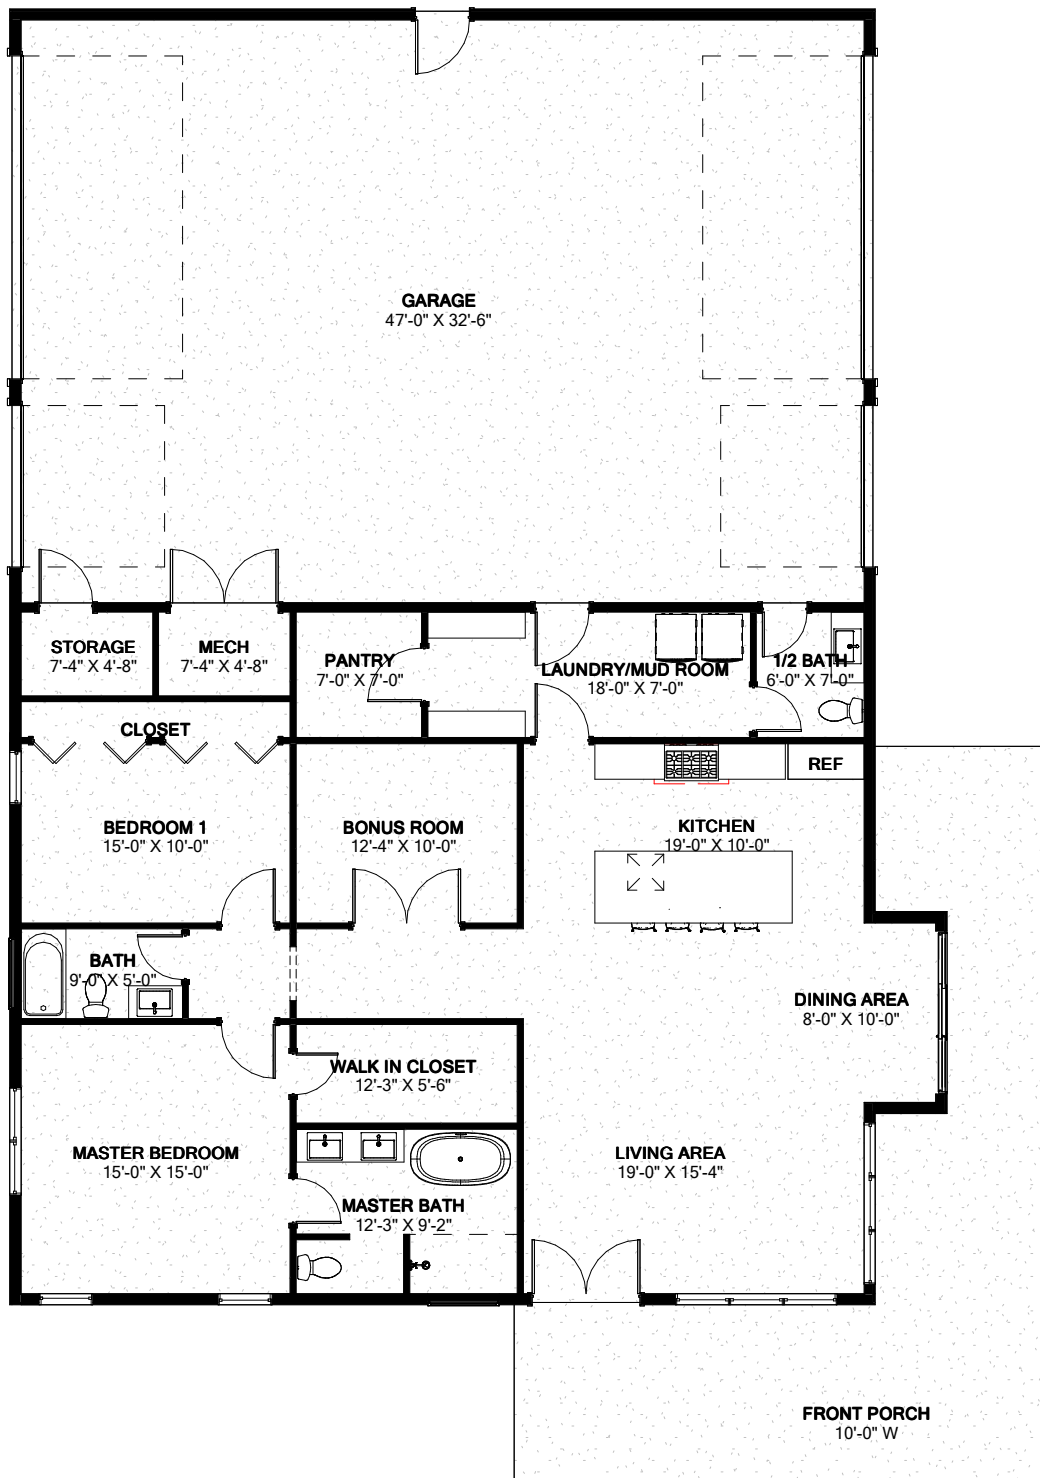 GARAGE
47'-0" X 32'-6"
STORAGE
7'-4" X 4'-8"
MECH
7'-4" X 4'-8"
PANTRY
7'-0" X 7'-0"
LAUNDRY/MUD ROOM
18'-0" X 7'-0"
1/2 BATH
6'-0" X 7'-0"
CLOSET
REF
BEDROOM 1
15'-0" X 10'-0"
BONUS ROOM
12'-4" X 10'-0"
KITCHEN
19'-0" X 10'-0"
BATH
9'-0" X 5'-0"
DINING AREA
8'-0" X 10'-0"
WALK IN CLOSET
12'-3" X 5'-6"
MASTER BEDROOM
15'-0" X 15'-0"
LIVING AREA
19'-0" X 15'-4"
MASTER BATH
12'-3" X 9'-2"
FRONT PORCH
10'-0" W